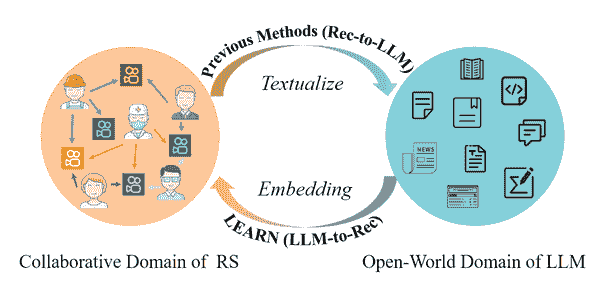 Previous Methods (Rec-to-LLM)
Textualize
NEWS
T
Embedding
LEARN (LLM-to-Rec)
Collaborative Domain of RS
Open-World Domain of LLM